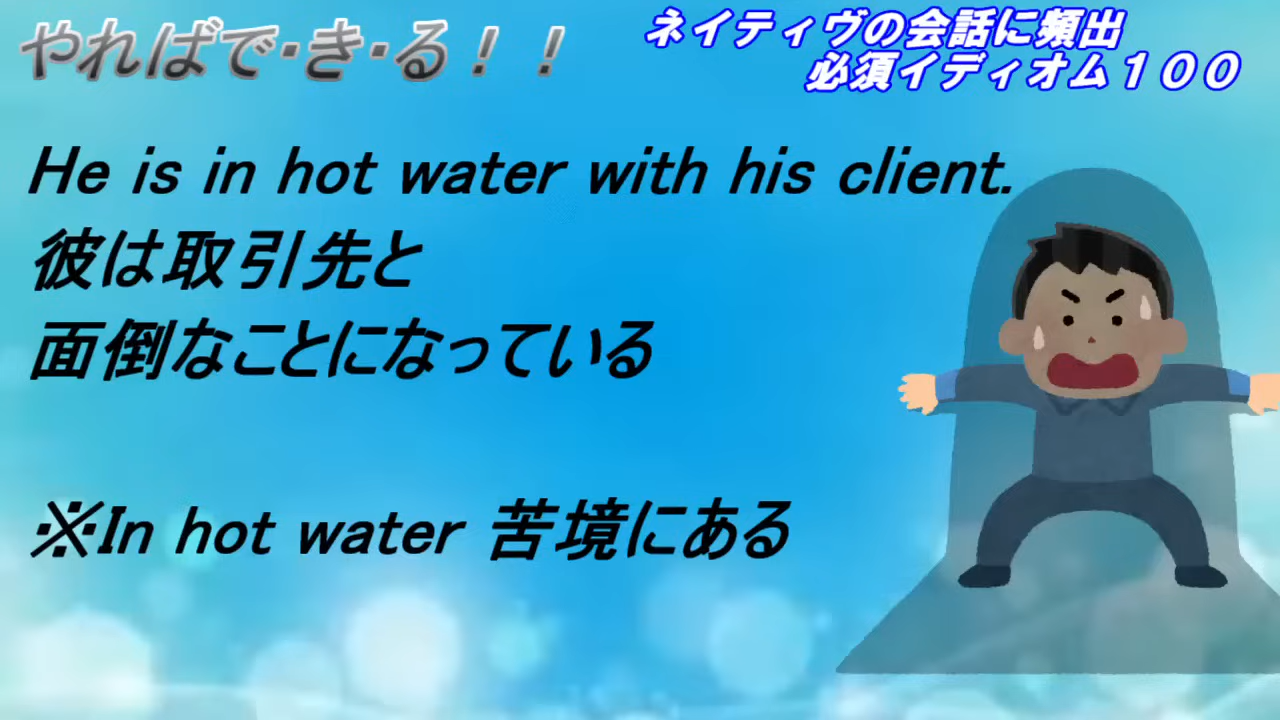 やればで・き・る！！
ネイティヴの会話に頻出
必須イディオム１００
He is in hot water with his client.
彼は取引先と
面倒なことになっている
※In hot water 苦境にある